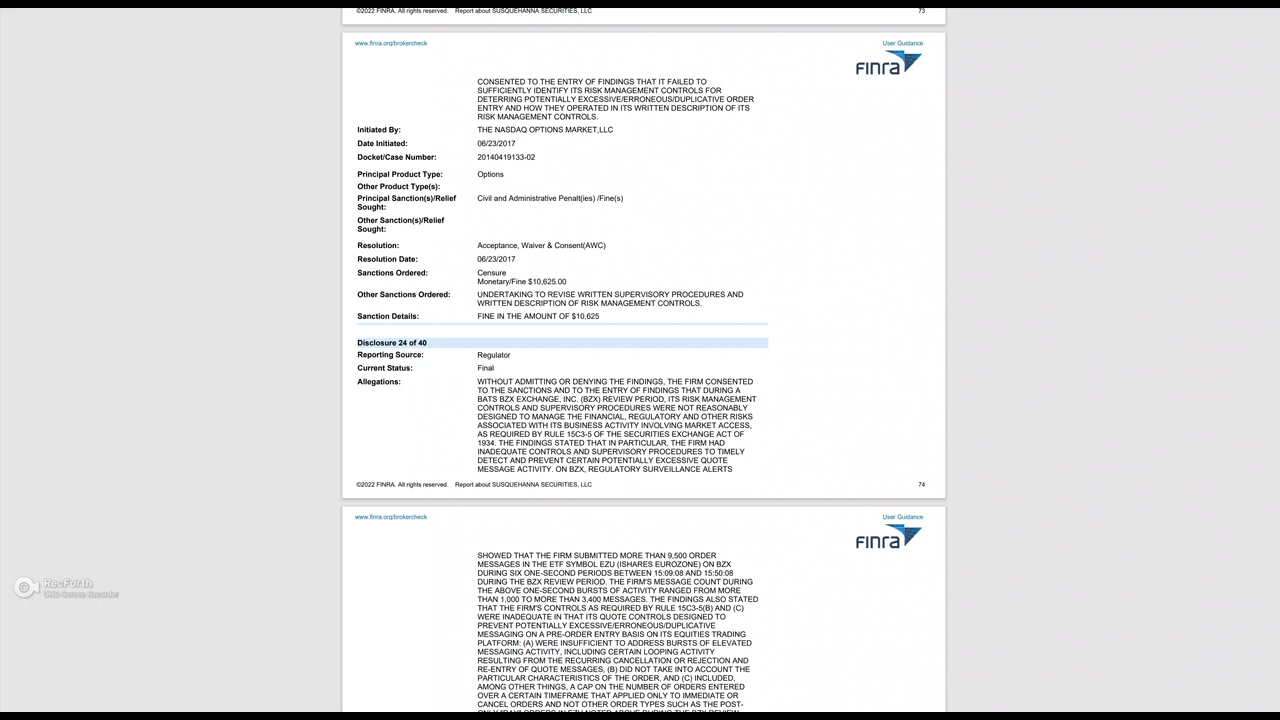 ©2022 FINRA. All rights reserved. Report about SUSQUEHANNA SECURITIES, LLC 73
www.finra.org/brokercheck User Guidance
FINra
CONSENTED TO THE ENTRY OF FINDINGS THAT IT FAILED TO
SUFFICIENTLY IDENTIFY ITS RISK MANAGEMENT CONTROLS FOR
DETERRING POTENTIALLY EXCESSIVE/ERRONEOUS/DUPLICATIVE ORDER
ENTRY AND HOW THEY OPERATED IN ITS WRITTEN DESCRIPTION OF ITS
RISK MANAGEMENT CONTROLS.
Initiated By: THE NASDAQ OPTIONS MARKET,LLC
Date Initiated: 06/23/2017
Docket/Case Number: 20140419133-02
Principal Product Type: Options
Other Product Type(s):
Principal Sanction(s)/Relief Civil and Administrative Penalt(ies) /Fine(s)
Sought:
Other Sanction(s)/Relief
Sought:
Resolution: Acceptance, Waiver & Consent(AWC)
Resolution Date: 06/23/2017
Sanctions Ordered: Censure
Monetary/Fine $10,625.00
Other Sanctions Ordered: UNDERTAKING TO REVISE WRITTEN SUPERVISORY PROCEDURES AND
WRITTEN DESCRIPTION OF RISK MANAGEMENT CONTROLS.
Sanction Details: FINE IN THE AMOUNT OF $10,625
Disclosure 24 of 40
Reporting Source: Regulator
Current Status: Final
Allegations: WITHOUT ADMITTING OR DENYING THE FINDINGS, THE FIRM CONSENTED
TO THE SANCTIONS AND TO THE ENTRY OF FINDINGS THAT DURING A
BATS BZX EXCHANGE, INC. (BZX) REVIEW PERIOD, ITS RISK MANAGEMENT
CONTROLS AND SUPERVISORY PROCEDURES WERE NOT REASONABLY
DESIGNED TO MANAGE THE FINANCIAL, REGULATORY AND OTHER RISKS
ASSOCIATED WITH ITS BUSINESS ACTIVITY INVOLVING MARKET ACCESS,
AS REQUIRED BY RULE 15C3-5 OF THE SECURITIES EXCHANGE ACT OF
1934. THE FINDINGS STATED THAT IN PARTICULAR, THE FIRM HAD
INADEQUATE CONTROLS AND SUPERVISORY PROCEDURES TO TIMELY
DETECT AND PREVENT CERTAIN POTENTIALLY EXCESSIVE QUOTE
MESSAGE ACTIVITY. ON BZX, REGULATORY SURVEILLANCE ALERTS
©2022 FINRA. All rights reserved. Report about SUSQUEHANNA SECURITIES, LLC 74
www.finra.org/brokercheck User Guidance
FINra
SHOWED THAT THE FIRM SUBMITTED MORE THAN 9,500 ORDER
MESSAGES IN THE ETF SYMBOL EZU (ISHARES EUROZONE) ON BZX
DURING SIX ONE-SECOND PERIODS BETWEEN 15:09:08 AND 15:50:08
DURING THE BZX REVIEW PERIOD. THE FIRM'S MESSAGE COUNT DURING
THE ABOVE ONE-SECOND BURSTS OF ACTIVITY RANGED FROM MORE
THAN 1,000 TO MORE THAN 3,400 MESSAGES. THE FINDINGS ALSO STATED
THAT THE FIRM'S CONTROLS AS REQUIRED BY RULE 15C3-5(B) AND (C)
WERE INADEQUATE IN THAT ITS QUOTE CONTROLS DESIGNED TO
PREVENT POTENTIALLY EXCESSIVE/ERRONEOUS/DUPLICATIVE
MESSAGING ON A PRE-ORDER ENTRY BASIS ON ITS EQUITIES TRADING
PLATFORM: (A) WERE INSUFFICIENT TO ADDRESS BURSTS OF ELEVATED
MESSAGING ACTIVITY, INCLUDING CERTAIN LOOPING ACTIVITY
RESULTING FROM THE RECURRING CANCELLATION OR REJECTION AND
RE-ENTRY OF QUOTE MESSAGES, (B) DID NOT TAKE INTO ACCOUNT THE
PARTICULAR CHARACTERISTICS OF THE ORDER, AND (C) INCLUDED,
AMONG OTHER THINGS, A CAP ON THE NUMBER OF ORDERS ENTERED
OVER A CERTAIN TIMEFRAME THAT APPLIED ONLY TO IMMEDIATE OR
CANCEL ORDERS AND NOT OTHER ORDER TYPES SUCH AS THE POST-
ONLY "DAY" ORDERS IN EZU NOTED ABOVE DURING THE BZX REVIEW
RecForth